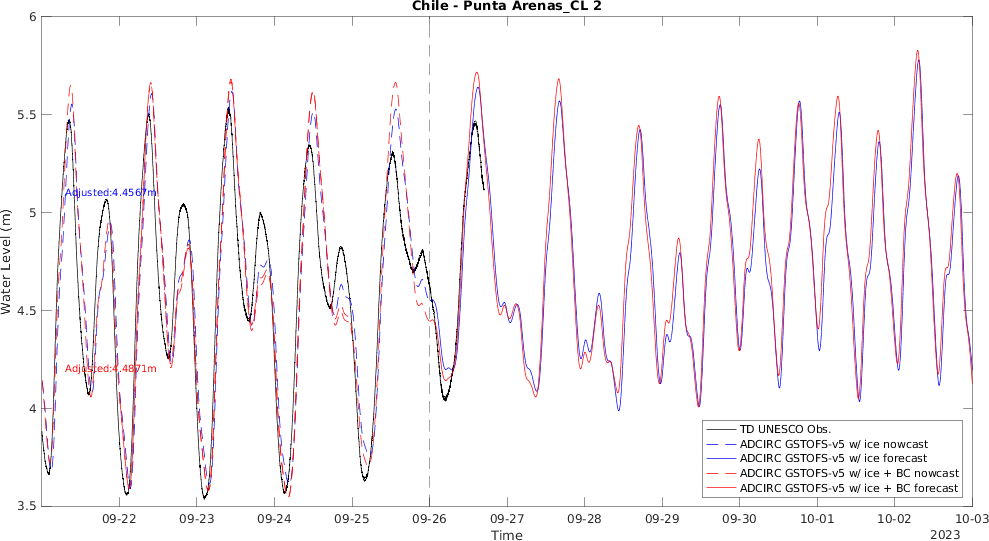 Chile - Punta Arenas_CL 2
Water Level (m)
6
5.5
5
4.5
4
3.5
Adjusted:4.4567m
Adjusted:4.4871m
TD UNESCO Obs.
ADCIRC GSTOFS-v5 w/ ice nowcast
ADCIRC GSTOFS-v5 w/ ice forecast
ADCIRC GSTOFS-v5 w/ ice + BC nowcast
ADCIRC GSTOFS-v5 w/ ice + BC forecast
09-22 09-23 09-24 09-25 09-26 09-27 09-28 09-29 09-30 10-01 10-02 10-03
Time
2023